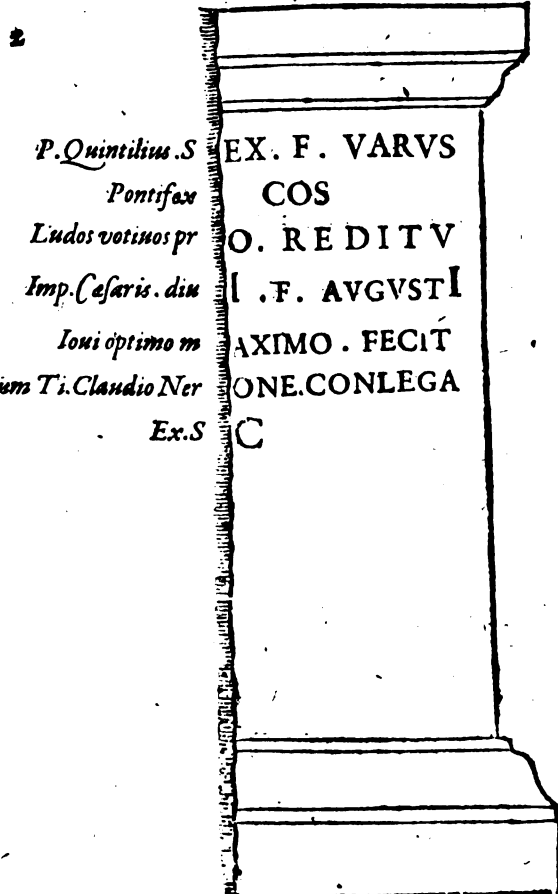 2
P. Quintilius .S EX. F. VARVS
Pontifex COS
Ludos votiuos pr O. REDITV
Imp. Cæsaris. diu I .F. AVGVSTI
Ioui optimo m AXIMO. FECIT
um Ti. Claudio Ner ONE.CONLEGA
Ex.S C